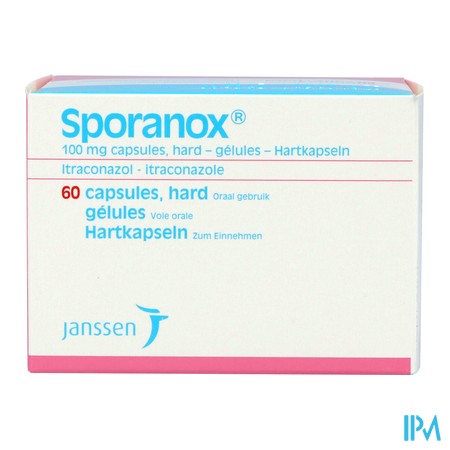 Sporanox®
100 mg capsules, hard – gélules – Hartkapseln
Itraconazol - itraconazole
60 capsules, hard Oraal gebruik
gélules Voie orale
Hartkapseln Zum Einnehmen
janssen
IPM